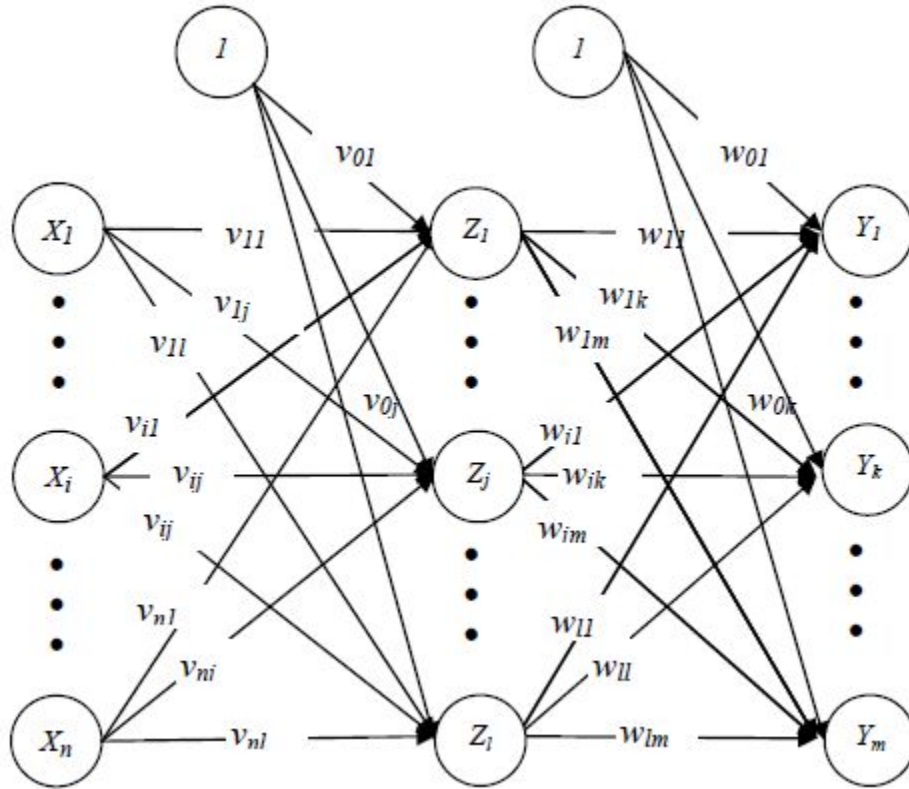 1 1
v01 w01
X1 v11 Z1 w11 Y1
v1j w1k
v1l w1m
v0j w0k
vi1 wi1
Xi vij Zj wik Yk
vij wim
vn1 wl1
vni wll
Xn vnl Zl wlm Ym